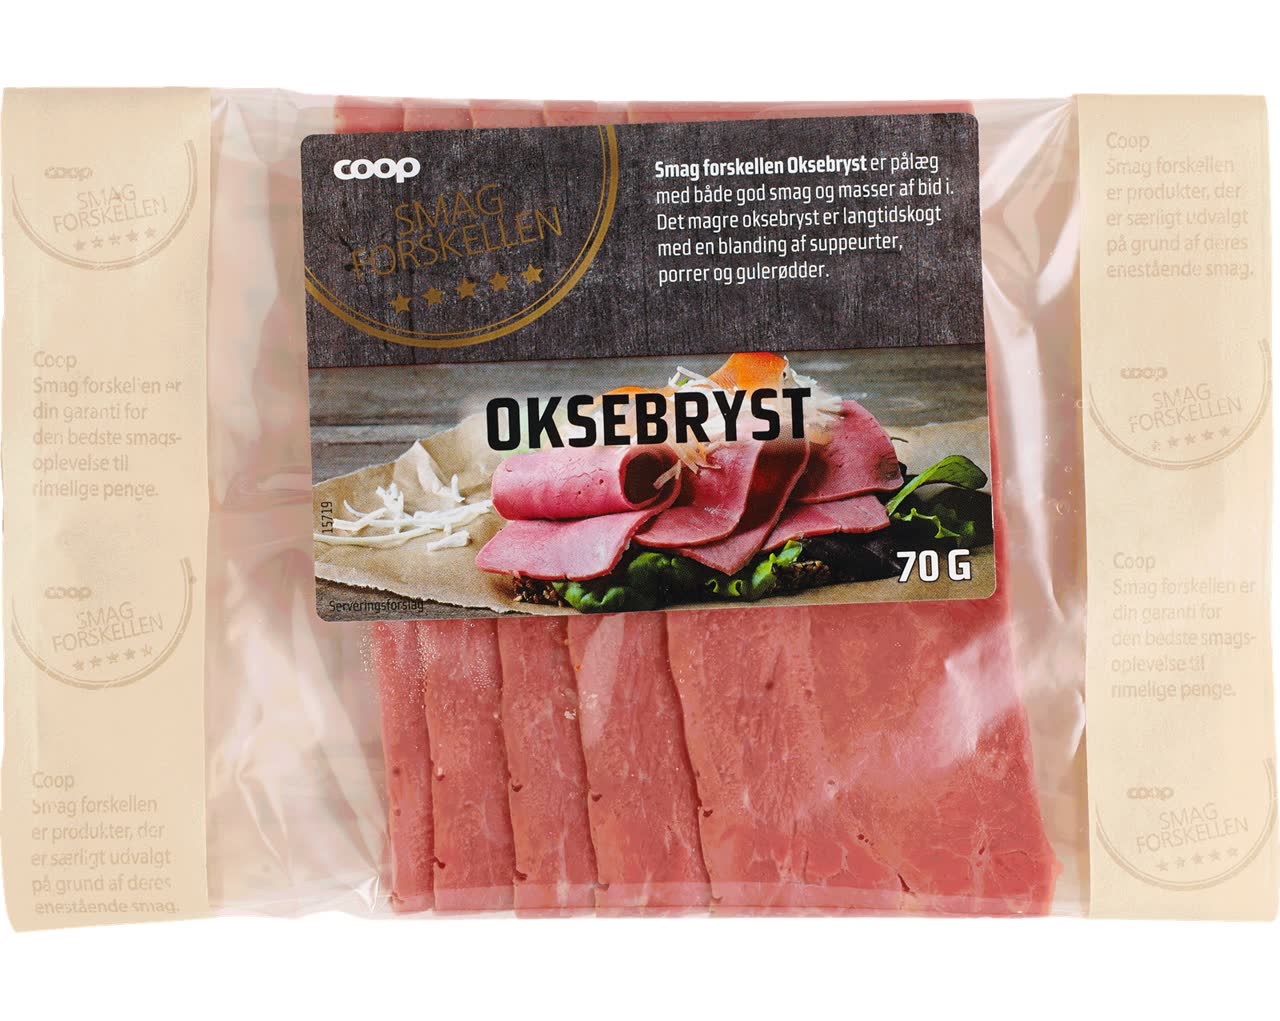 coop
SMAG
FORSKELLEN
Smag forskellen Oksebryst er pålæg
med både god smag og masser af bid i.
Det magre oksebryst er langtidskogt
med en blanding af suppeurter,
porrer og gulerødder.
OKSEBRYST
15719
70 G
Serveringsforslag
coop
SMAG
FORSKELLEN
Coop
Smag forskellen er
din garanti for
den bedste smags-
oplevelse til
rimelige penge.
coop
SMAG
FORSKELLEN
Coop
Smag forskellen
er produkter, der
er særligt udvalgt
på grund af deres
enestående smag.
Coop
Smag forskellen
er produkter, der
er særligt udvalgt
på grund af deres
enestående smag.
coop
SMAG
FORSKELLEN
Coop
Smag forskellen er
din garanti for
den bedste smags-
oplevelse til
rimelige penge.
coop
SMAG
FORSKELLEN